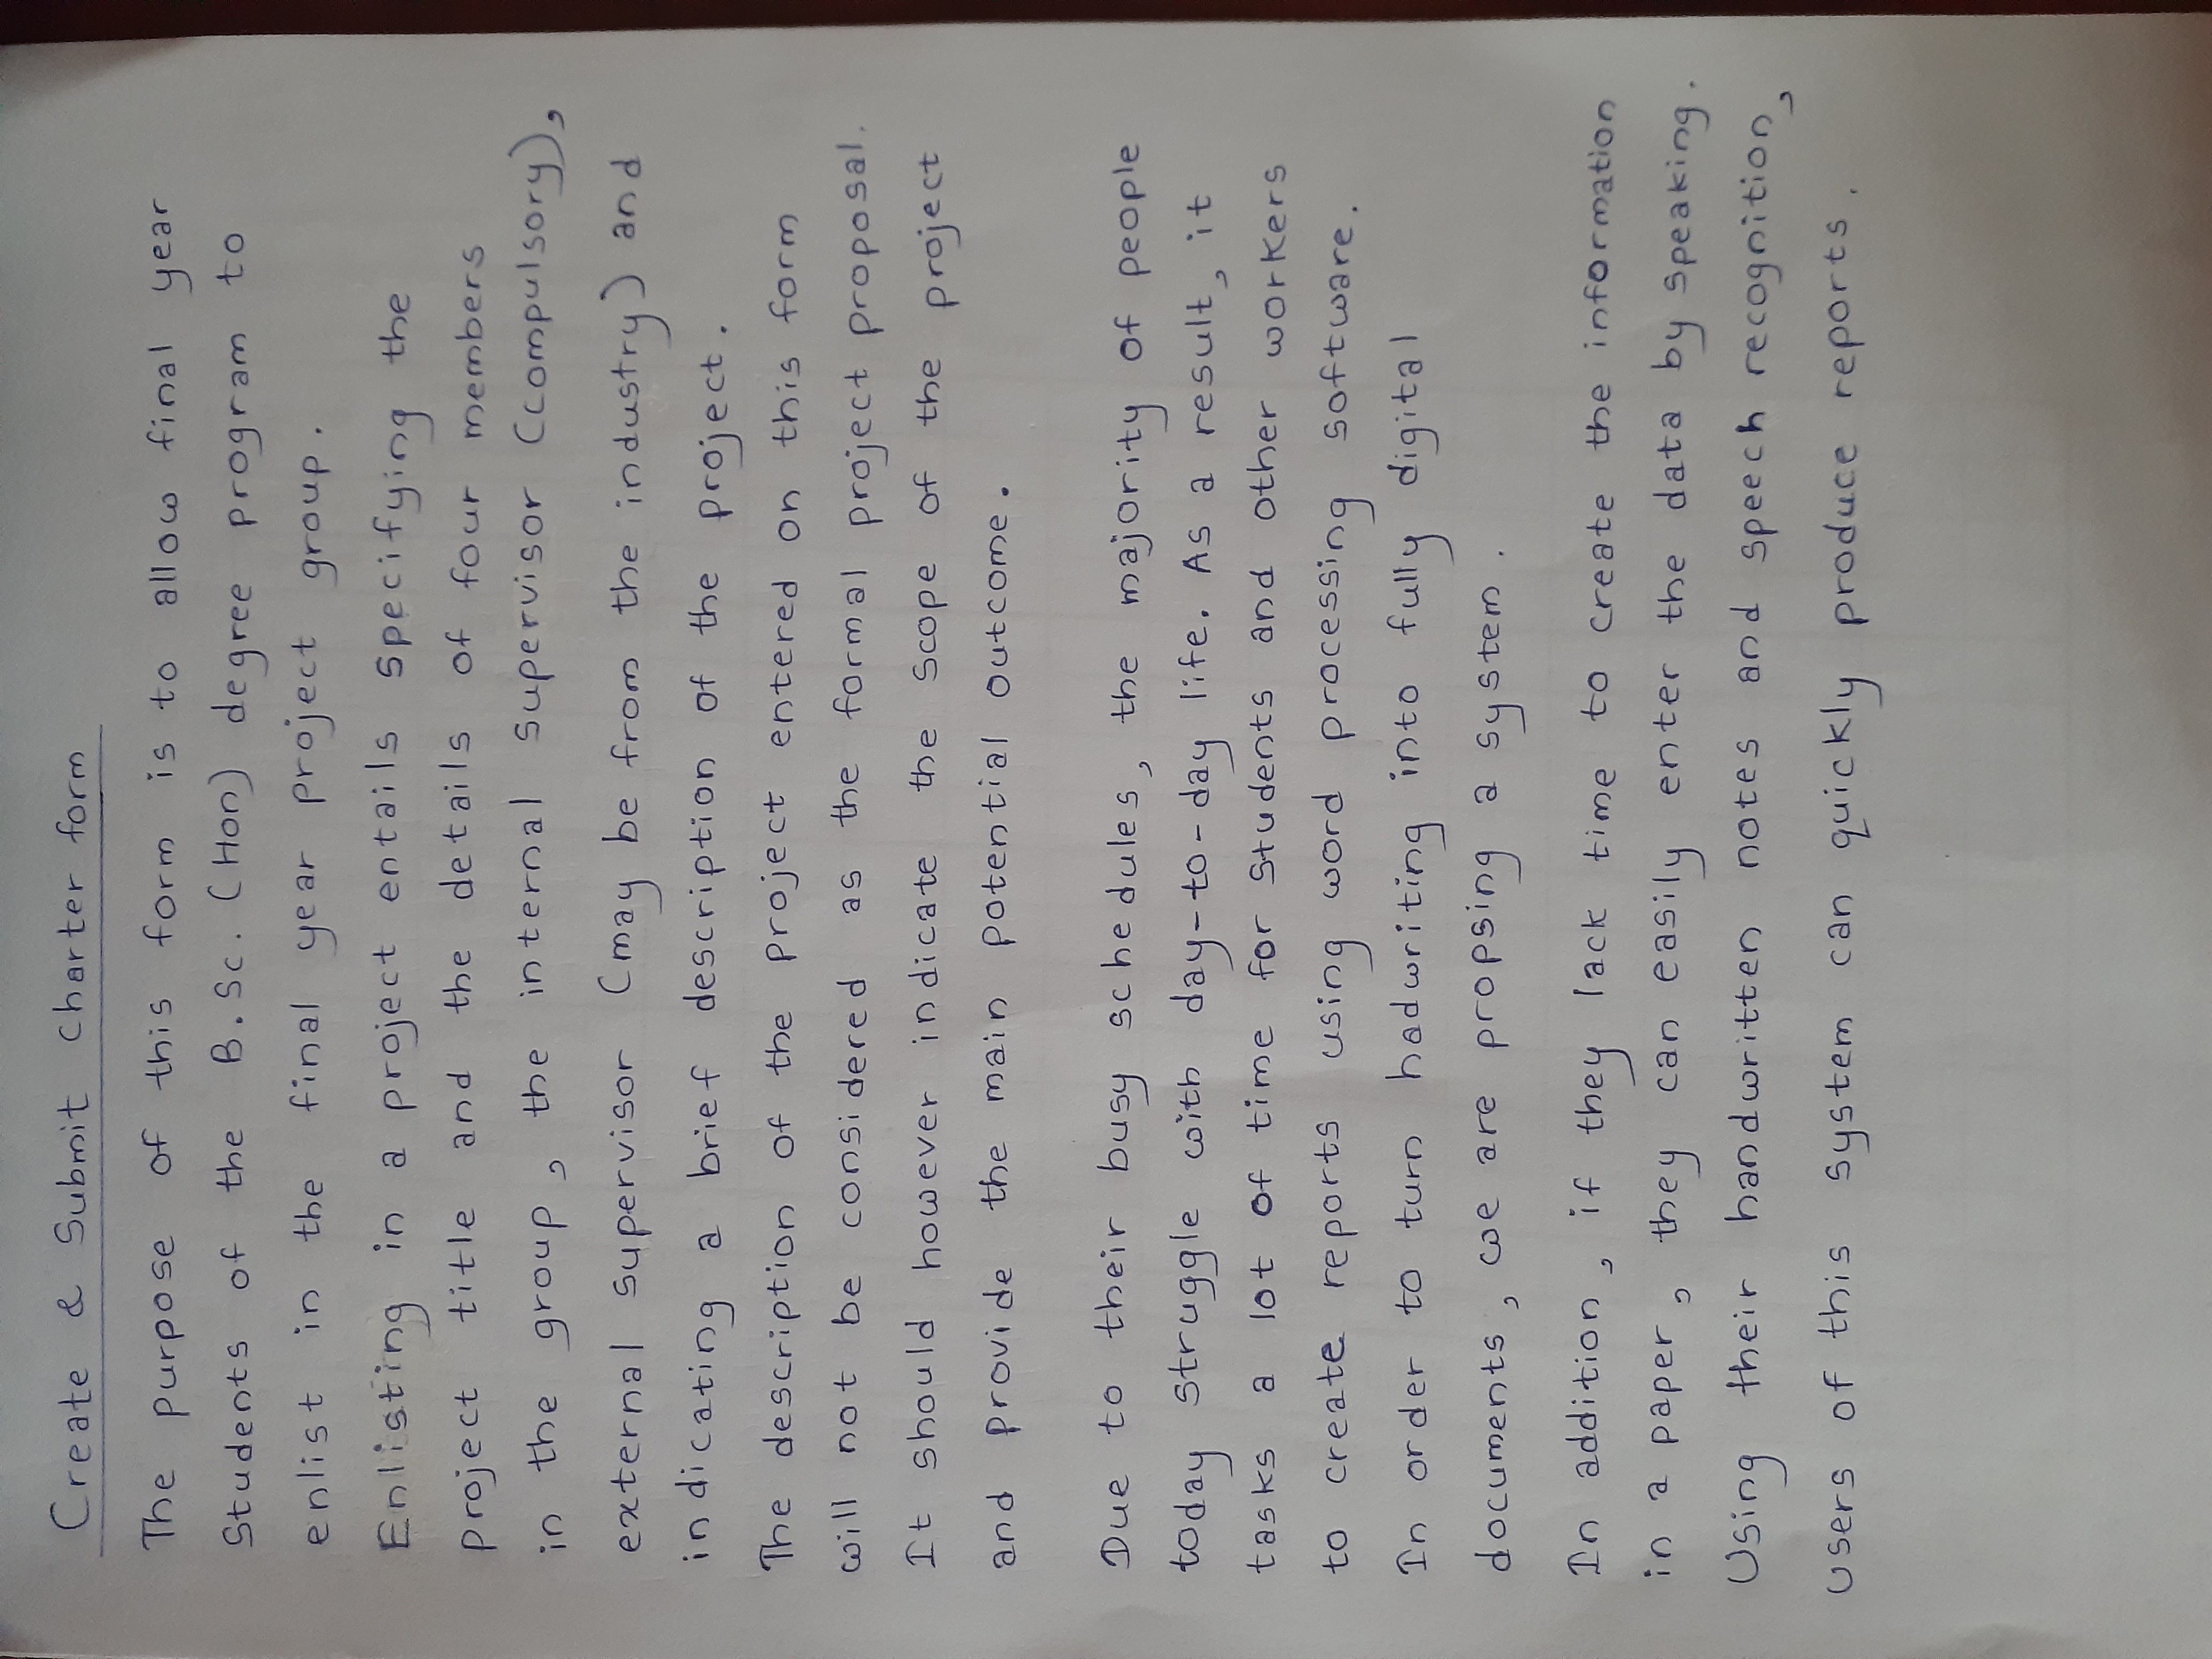 Create & Submit Charter form
The purpose of this form is to allow final year
Students of the B.Sc. (Hon) degree program to
enlist in the final year project group.
Enlisting in a project entails specifying the
project title and the details of four members
in the group, the internal supervisor (compulsory),
external supervisor (may be from the industry) and
indicating a brief description of the project.
The description of the project entered on this form
will not be considered as the formal project proposal.
It should however indicate the scope of the project
and provide the main potential outcome.
Due to their busy schedules, the majority of people
today struggle with day-to-day life. As a result, it
tasks a lot of time for students and other workers
to create reports using word processing software.
In order to turn hadwriting into fully digital
documents, we are propsing a system.
In addition, if they lack time to create the information
in a paper, they can easily enter the data by speaking.
Using their handwritten notes and speech recognition,
users of this system can quickly produce reports.